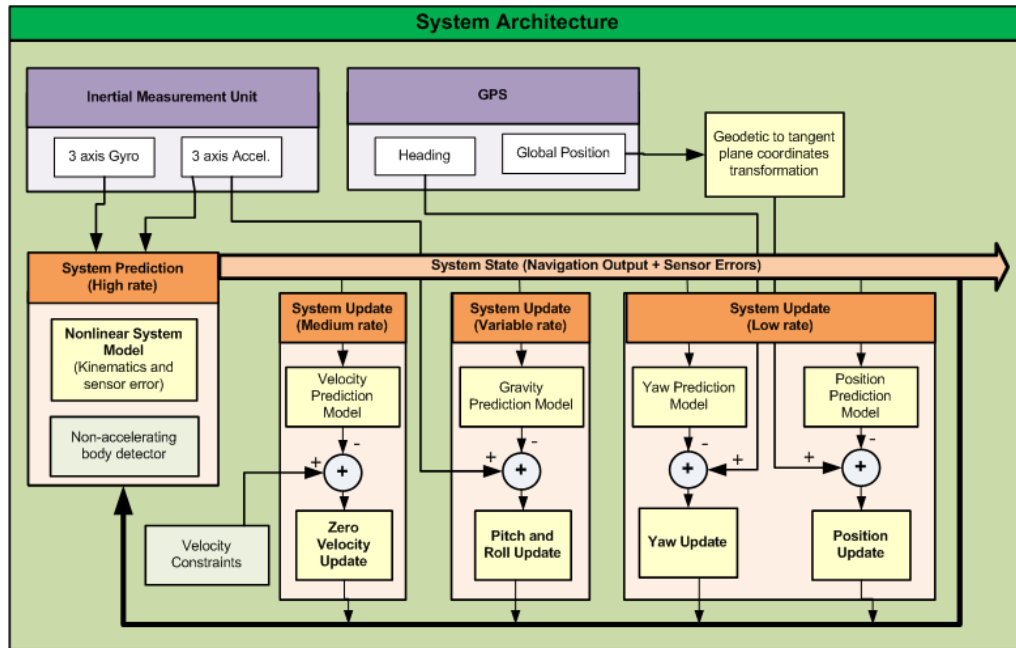 System Architecture
Inertial Measurement Unit
GPS
3 axis Gyro
3 axis Accel.
Heading
Global Position
Geodetic to tangent
plane coordinates
transformation
System Prediction
(High rate)
System State (Navigation Output + Sensor Errors)
Nonlinear System
Model
(Kinematics and
sensor error)
Non-accelerating
body detector
System Update
(Medium rate)
System Update
(Variable rate)
System Update
(Low rate)
Velocity
Prediction
Model
Gravity
Prediction Model
Yaw Prediction
Model
Position
Prediction
Model
-
-
-
-
+
+
+
+
+
+
+
+
Velocity
Constraints
Zero
Velocity
Update
Pitch and
Roll Update
Yaw Update
Position
Update